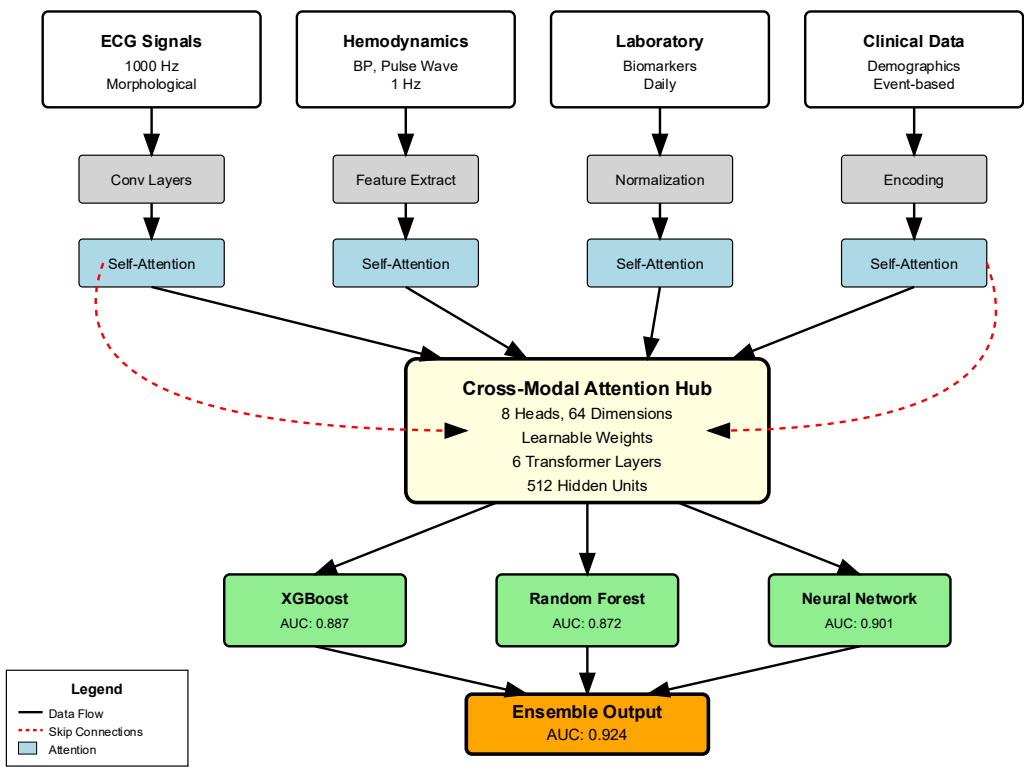 ECG Signals
1000 Hz
Morphological
Hemodynamics
BP, Pulse Wave
1 Hz
Laboratory
Biomarkers
Daily
Clinical Data
Demographics
Event-based
Conv Layers
Feature Extract
Normalization
Encoding
Self-Attention
Self-Attention
Self-Attention
Self-Attention
Cross-Modal Attention Hub
8 Heads, 64 Dimensions
Learnable Weights
6 Transformer Layers
512 Hidden Units
XGBoost
AUC: 0.887
Random Forest
AUC: 0.872
Neural Network
AUC: 0.901
Ensemble Output
AUC: 0.924
Legend
Data Flow
Skip Connections
Attention